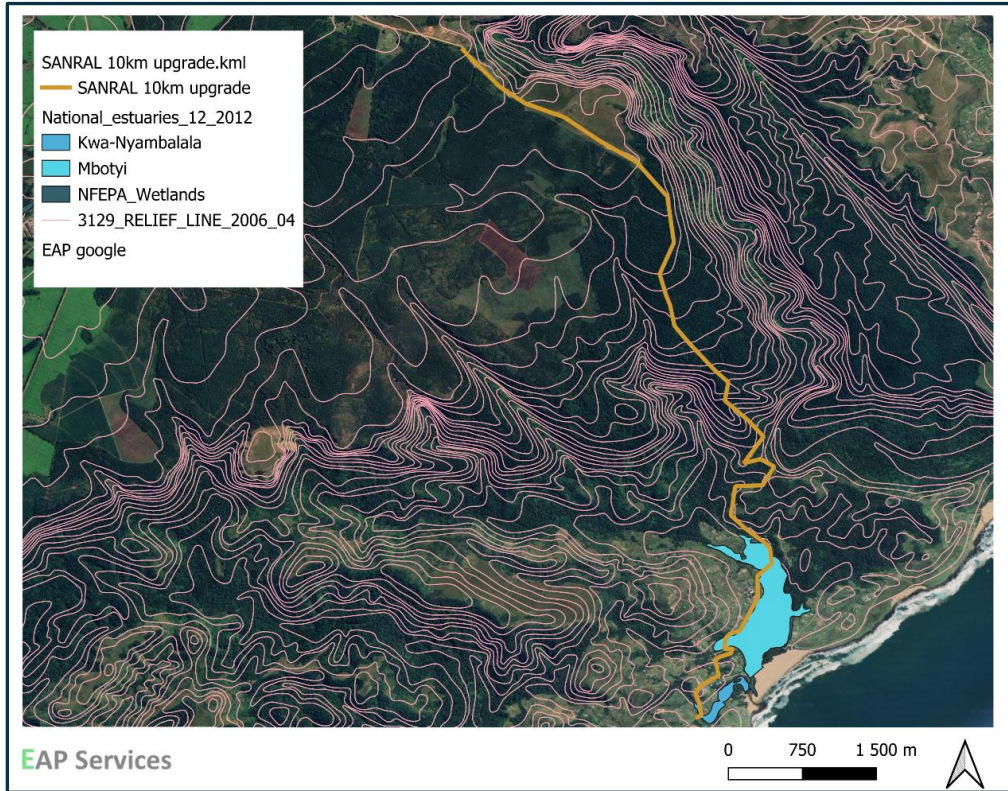 SANRAL 10km upgrade.kml
SANRAL 10km upgrade
National_estuaries_12_2012
Kwa-Nyambalala
Mbotyi
NFEPA_Wetlands
3129_RELIEF_LINE_2006_04
EAP google
EAP Services
0 750 1 500 m